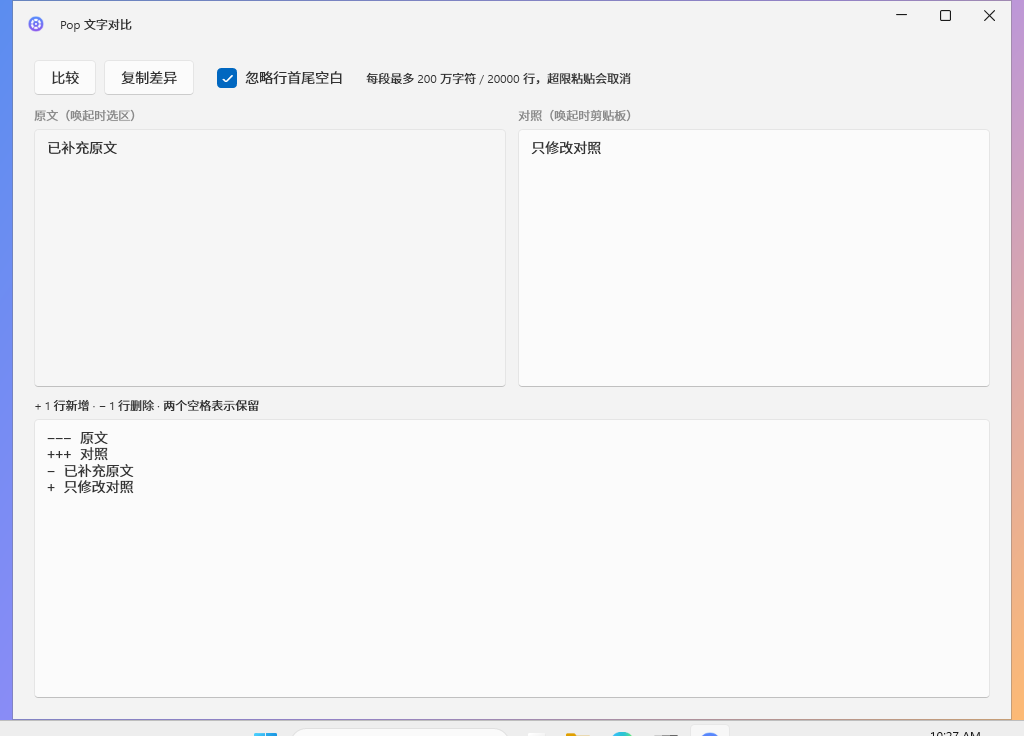 Pop 文字对比
比较
复制差异
忽略行首尾空白
每段最多 200 万字符 / 20000 行，超限粘贴会取消
原文（唤起时选区）
对照（唤起时剪贴板）
已补充原文
只修改对照
+ 1 行新增 · − 1 行删除 · 两个空格表示保留
--- 原文
+++ 对照
- 已补充原文
+ 只修改对照
10:27 AM